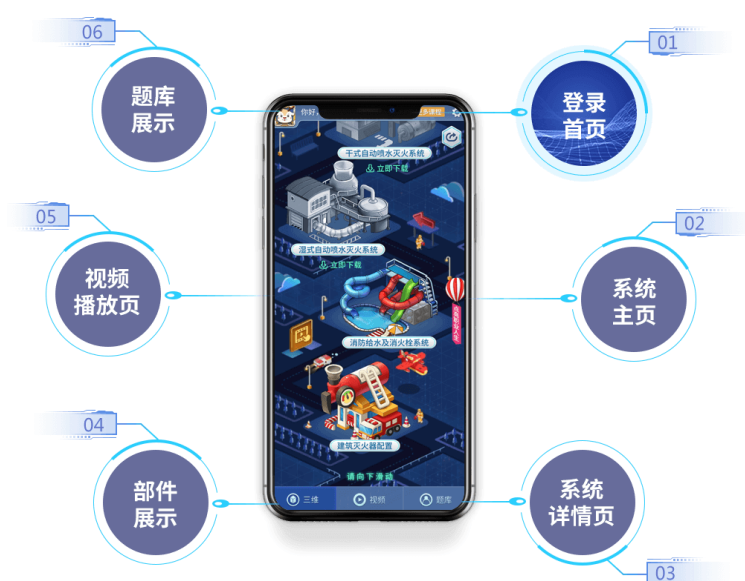 06
01
题库
展示
登录
首页
你好
干式自动喷水灭火系统
立即下载
05
02
湿式自动喷水灭火系统
立即下载
视频
播放页
系统
主页
消防给水及消火栓系统
04
建筑灭火器配置
请向下滑动
部件
展示
系统
详情页
三维
视频
题库
03